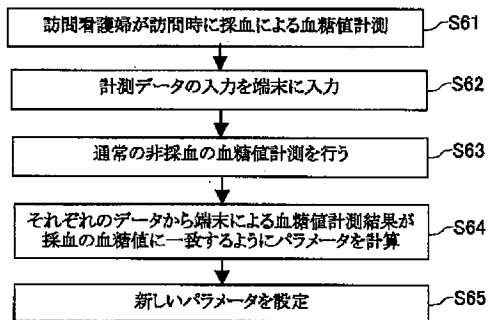 訪問看護婦が訪問時に採血による血糖値計測
S61
計測データの入力を端末に入力
S62
通常の非採血の血糖値計測を行う
S63
それぞれのデータから端末による血糖値計測結果が
採血の血糖値に一致するようにパラメータを計算
S64
新しいパラメータを設定
S65